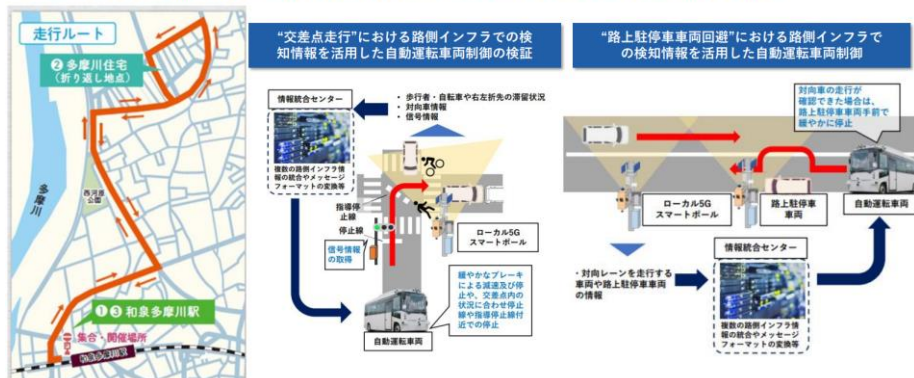 走行ルート
② 多摩川住宅
(折り返し地点)
多摩川
西河原
公園
①③ 和泉多摩川駅
集合・開催場所
和泉多摩川駅
“交差点走行”における路側インフラでの検
知情報を活用した自動運転車両制御の検証
情報統合センター
・ 歩行者・自転車や右左折先の滞留状況
・ 対向車情報
・ 信号情報
複数の路側インフラ情
報の統合やメッセージ
フォーマットの変換等
指導停
止線
停止線
信号情報
の取得
ローカル5G
スマートポール
緩やかなブレーキ
による減速及び停
止や、交差点内の
状況に合わせ停止
線や指導停止線付
近での停止
自動運転車両
“路上駐停車車両回避”における路側インフラで
の検知情報を活用した自動運転車両制御
対向車の走行が
確認できた場合は、
路上駐停車車両手前で
緩やかに停止
ローカル5G
スマートポール
路上駐停車
車両
自動運転車両
・対向レーンを走行する
車両や路上駐停車車両
の情報
情報統合センター
複数の路側インフラ情報
の統合やメッセージフォ
ーマットの変換等